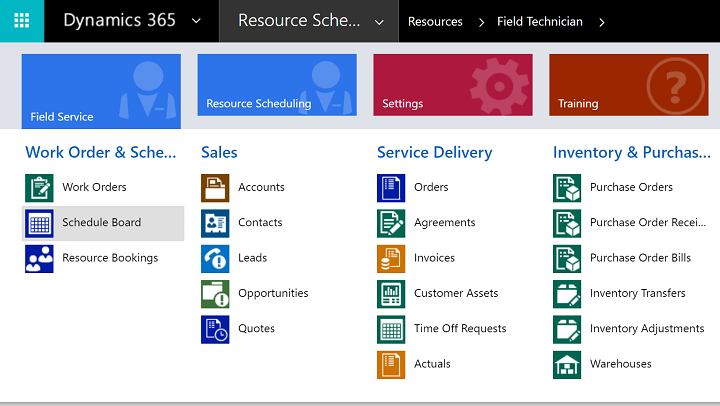 Dynamics 365
Resource Sche...
Resources
Field Technician
Field Service
Resource Scheduling
Settings
?
Training
Work Order & Sche...
Work Orders
Schedule Board
Resource Bookings
Sales
Accounts
Contacts
Leads
Opportunities
Quotes
Service Delivery
Orders
Agreements
Invoices
Customer Assets
Time Off Requests
Actuals
Inventory & Purchas...
Purchase Orders
Purchase Order Recei...
Purchase Order Bills
Inventory Transfers
Inventory Adjustments
Warehouses